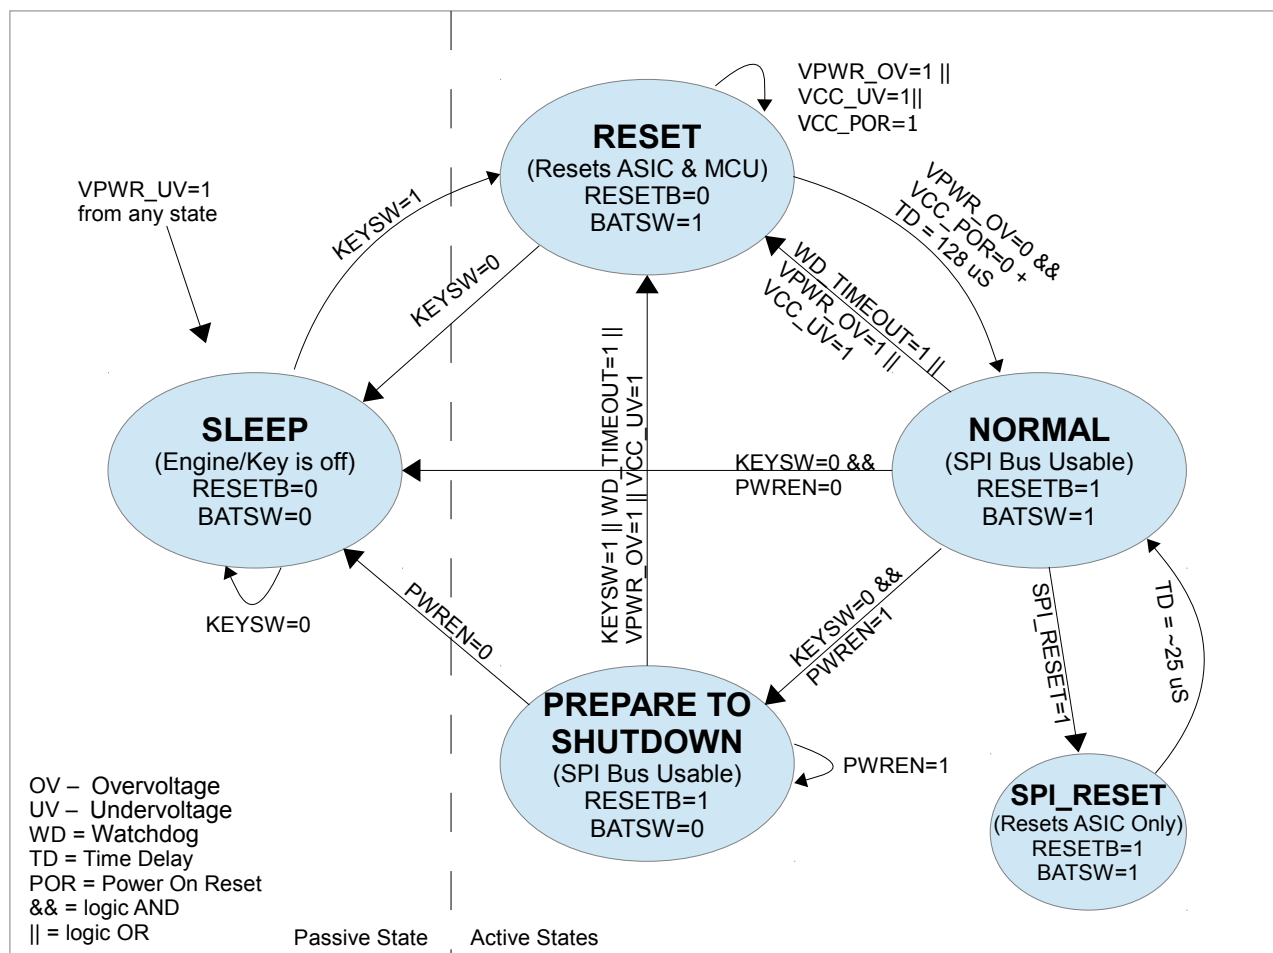 VPWR_OV=1 ||
VCC_UV=1||
VCC_POR=1
RESET
(Resets ASIC & MCU)
RESETB=0
BATSW=1
VPWR_UV=1
from any state
KEYSW=1
KEYSW=0
VPWR_OV=0 &&
VCC_POR=0 +
TD = 128 uS
WD_TIMEOUT=1 ||
VPWR_OV=1 ||
VCC_UV=1
SLEEP
(Engine/Key is off)
RESETB=0
BATSW=0
KEYSW=1 || WD_TIMEOUT=1 ||
VPWR_OV=1 || VCC_UV=1
NORMAL
(SPI Bus Usable)
RESETB=1
BATSW=1
KEYSW=0 &&
PWREN=0
KEYSW=0
PWREN=0
KEYSW=0 &&
PWREN=1
SPI_RESET=1
TD = ~25 uS
PREPARE TO
SHUTDOWN
(SPI Bus Usable)
RESETB=1
BATSW=0
PWREN=1
SPI_RESET
(Resets ASIC Only)
RESETB=1
BATSW=1
OV – Overvoltage
UV – Undervoltage
WD = Watchdog
TD = Time Delay
POR = Power On Reset
&& = logic AND
|| = logic OR
Passive State
Active States